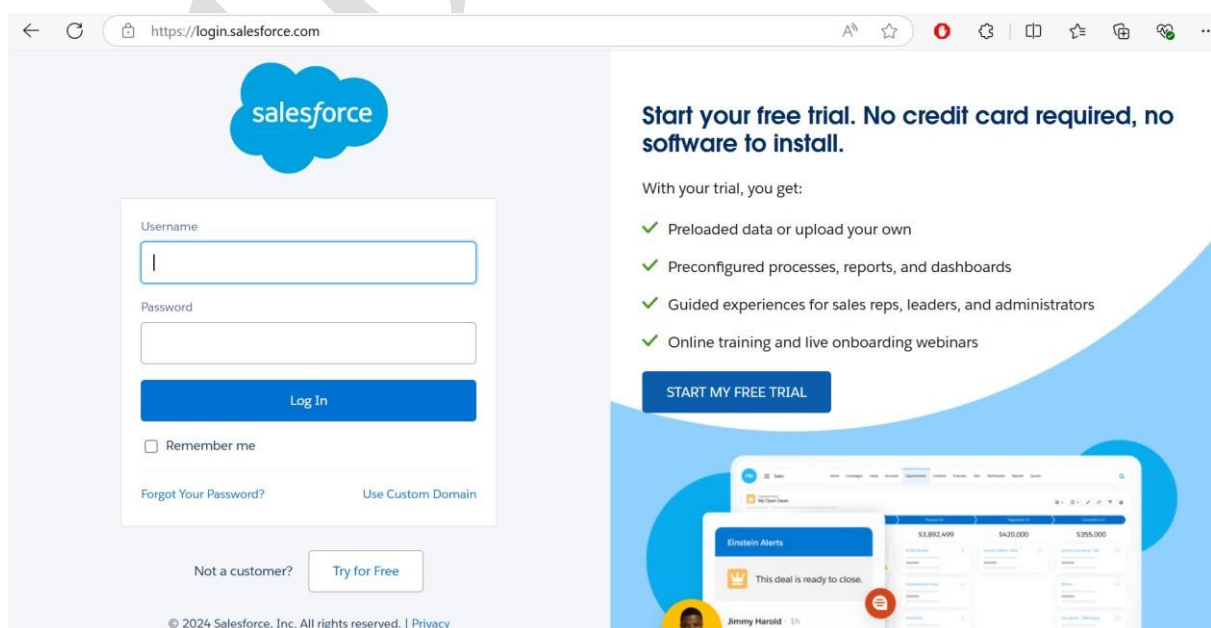 https://login.salesforce.com
salesforce
Username
Password
Log In
Remember me
Forgot Your Password?
Use Custom Domain
Not a customer?
Try for Free
© 2024 Salesforce, Inc. All rights reserved. | Privacy
Start your free trial. No credit card required, no
software to install.
With your trial, you get:
Preloaded data or upload your own
Preconfigured processes, reports, and dashboards
Guided experiences for sales reps, leaders, and administrators
Online training and live onboarding webinars
START MY FREE TRIAL
Sales
My Open Deals
$3,892,499
$420,000
$355,000
Einstein Alerts
This deal is ready to close.
Jimmy Harold · 1h